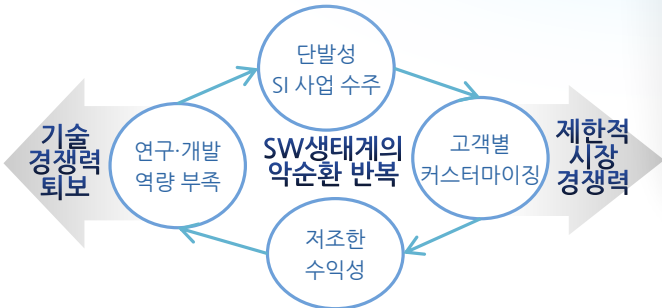 단발성
SI 사업 수주
기술
경쟁력
퇴보
연구·개발
역량 부족
SW생태계의
악순환 반복
고객별
커스터마이징
제한적
시장
경쟁력
저조한
수익성